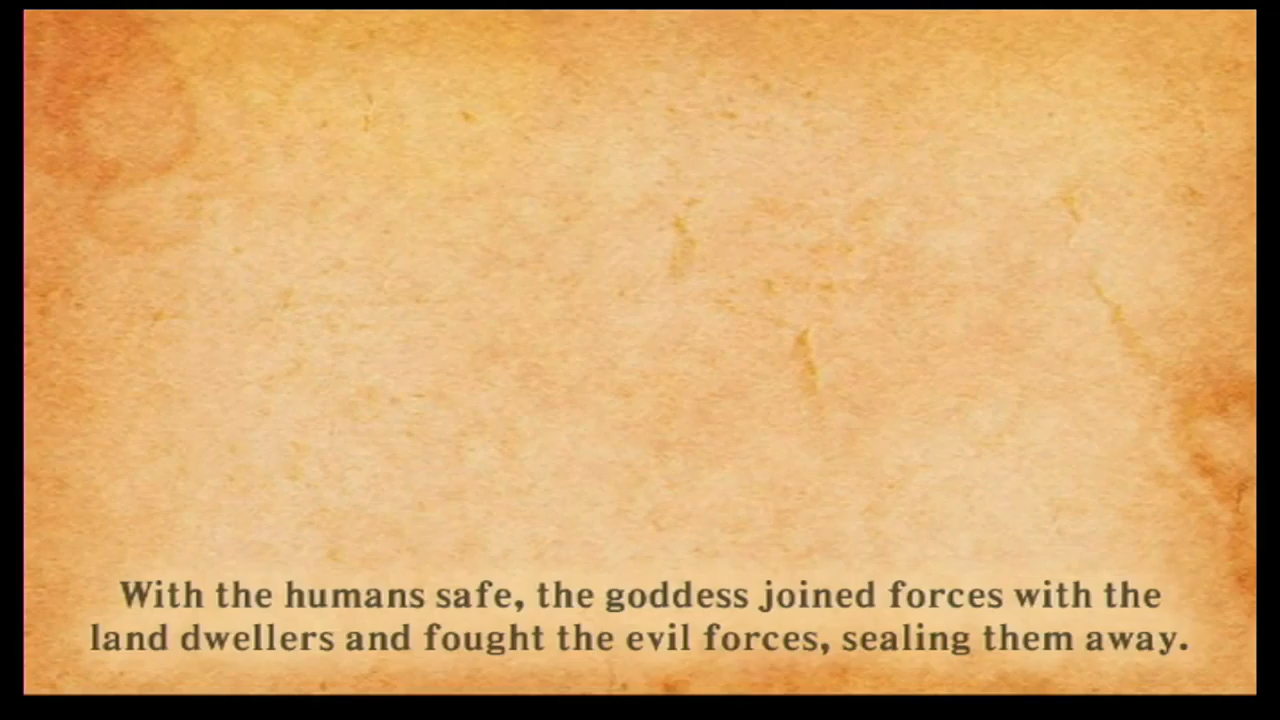 With the humans safe, the goddess joined forces with the
land dwellers and fought the evil forces, sealing them away.